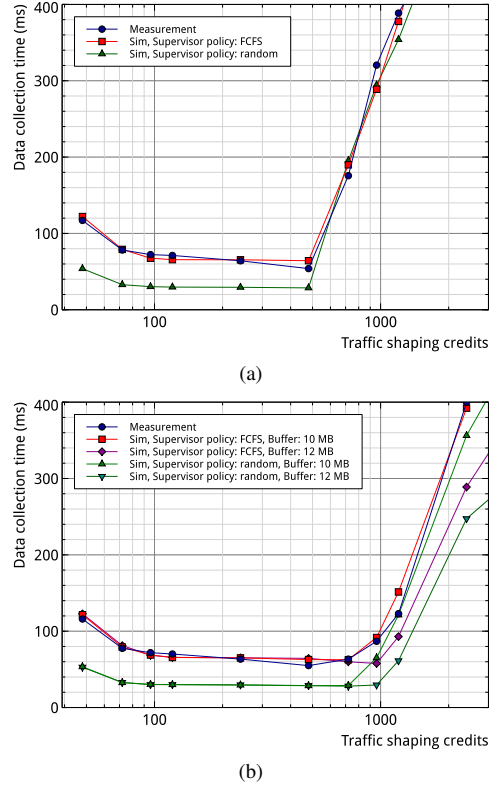 400
300
200
100
0
Data collection time (ms)
Measurement
Sim, Supervisor policy: FCFS
Sim, Supervisor policy: random
100
1000
Traffic shaping credits
(a)
400
300
200
100
0
Data collection time (ms)
Measurement
Sim, Supervisor policy: FCFS, Buffer: 10 MB
Sim, Supervisor policy: FCFS, Buffer: 12 MB
Sim, Supervisor policy: random, Buffer: 10 MB
Sim, Supervisor policy: random, Buffer: 12 MB
100
1000
Traffic shaping credits
(b)